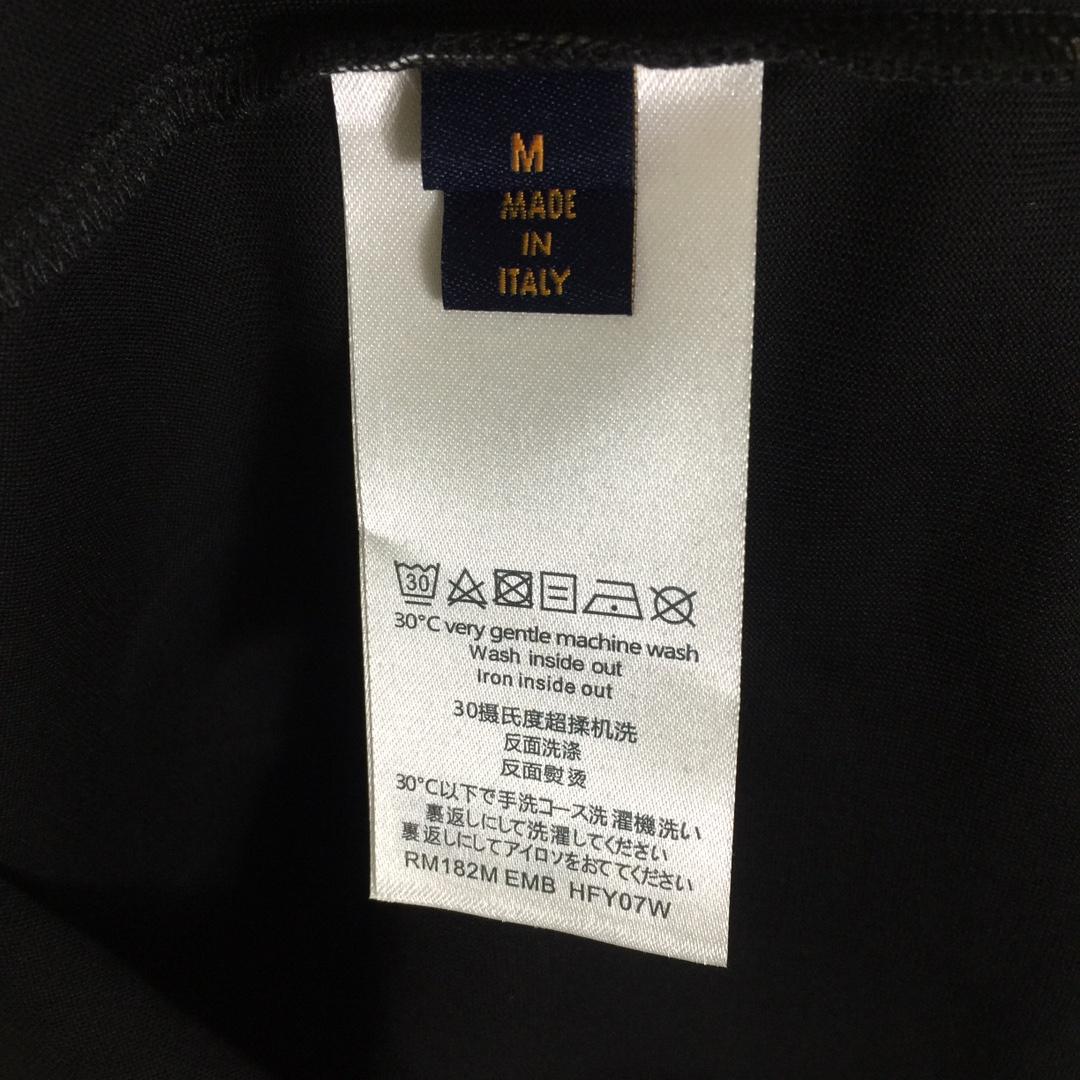 M
MADE
IN
ITALY
30
30°C very gentle machine wash
Wash inside out
Iron inside out
30摄氏度超揉机洗
反面洗涤
反面熨烫
30°C以下で手洗コース洗濯機洗い
裏返しにして洗濯してください
裏返しにしてアイロソをおててください
RM182M EMB HFY07W